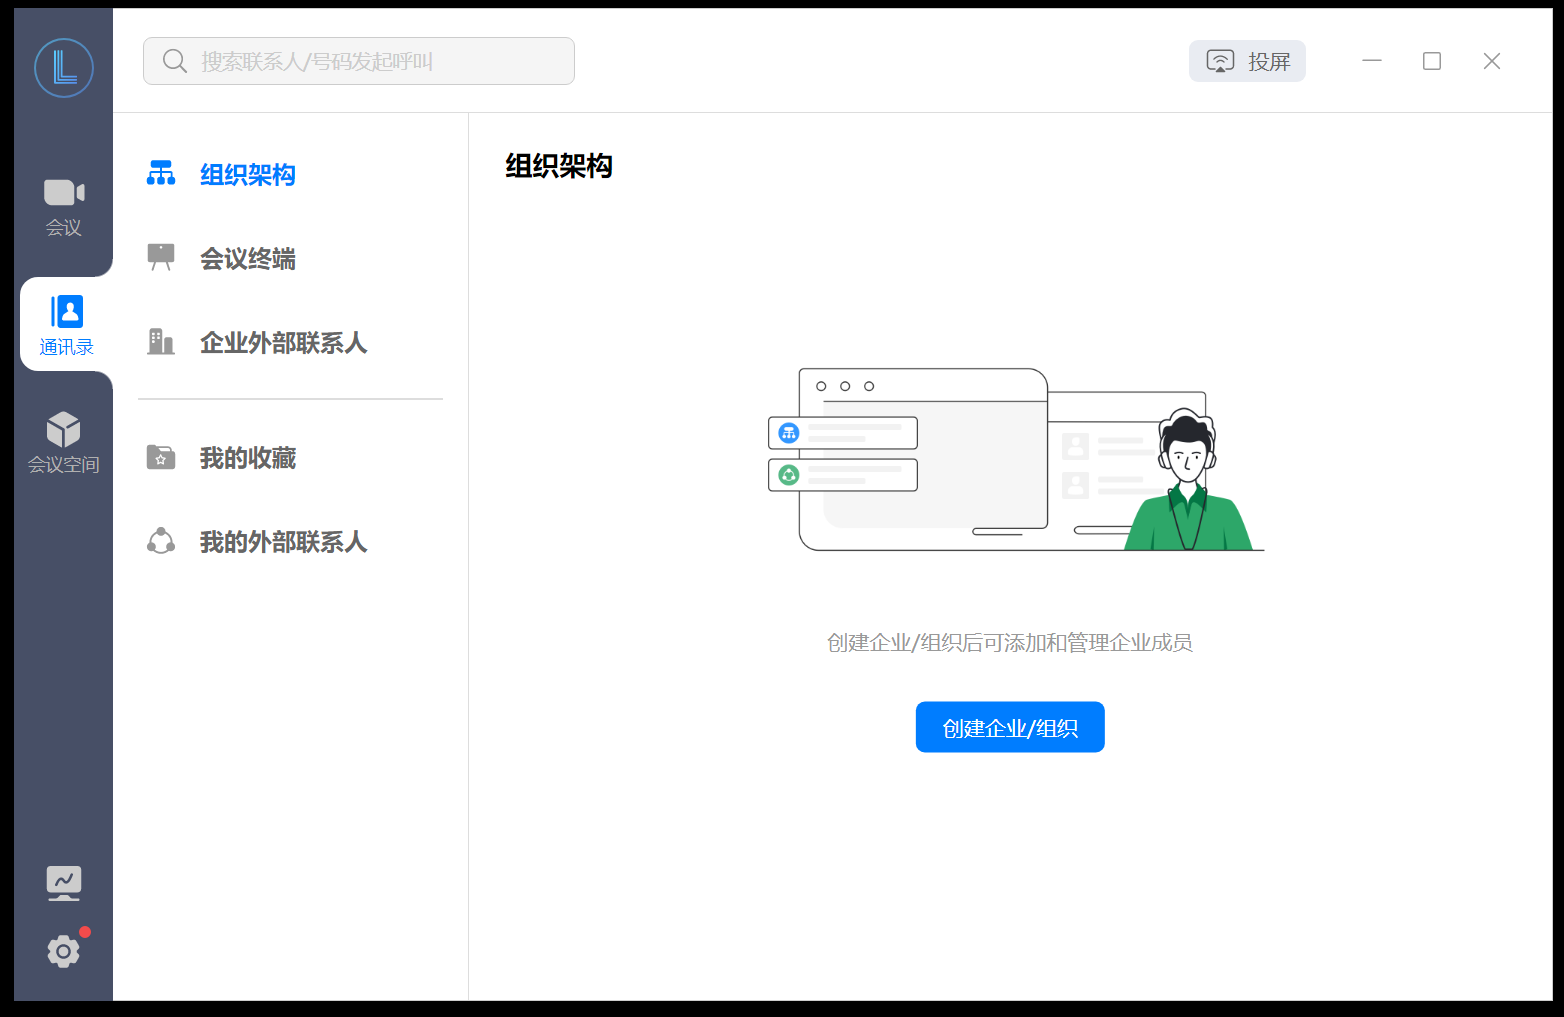 搜索联系人/号码发起呼叫
投屏
会议
通讯录
会议空间
组织架构
会议终端
企业外部联系人
我的收藏
我的外部联系人
组织架构
创建企业/组织后可添加和管理企业成员
创建企业/组织